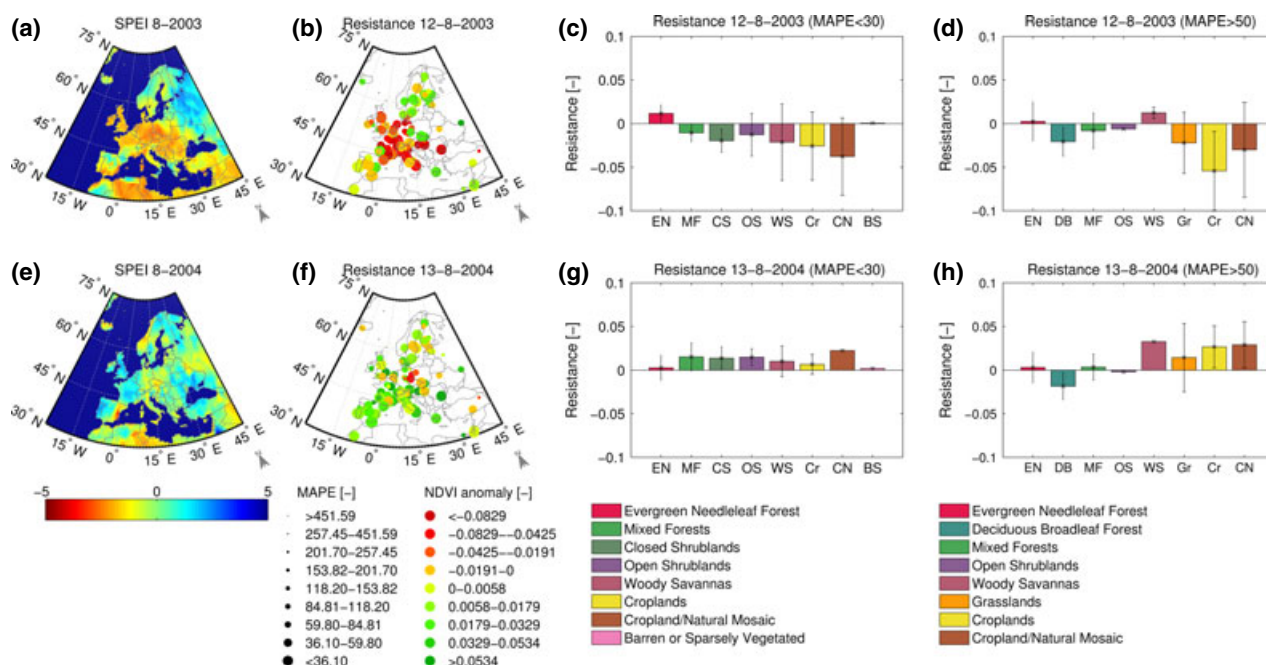 (a) SPEI 8−2003
75° N
60° N
45° N
30° N
15° W
0°
15° E
30° E
45° E
(b) Resistance 12−8−2003
75° N
60° N
45° N
30° N
15° W
0°
15° E
30° E
45° E
(c) Resistance 12−8−2003 (MAPE<30)
Resistance [−]
0.1
0.05
0
−0.05
−0.1
EN MF CS OS WS Cr CN BS
(d) Resistance 12−8−2003 (MAPE>50)
Resistance [−]
0.1
0.05
0
−0.05
−0.1
EN DB MF OS WS Gr Cr CN
(e) SPEI 8−2004
75° N
60° N
45° N
30° N
15° W
0°
15° E
30° E
45° E
−5 0 5
(f) Resistance 13−8−2004
75° N
60° N
45° N
30° N
15° W
0°
15° E
30° E
45° E
(g) Resistance 13−8−2004 (MAPE<30)
Resistance [−]
0.1
0.05
0
−0.05
−0.1
EN MF CS OS WS Cr CN BS
(h) Resistance 13−8−2004 (MAPE>50)
Resistance [−]
0.1
0.05
0
−0.05
−0.1
EN DB MF OS WS Gr Cr CN
MAPE [−]
>451.59
257.45−451.59
201.70−257.45
153.82−201.70
118.20−153.82
84.81−118.20
59.80−84.81
36.10−59.80
<36.10
NDVI anomaly [−]
<−0.0829
−0.0829−−0.0425
−0.0425−−0.0191
−0.0191−0
0−0.0058
0.0058−0.0179
0.0179−0.0329
0.0329−0.0534
>0.0534
Evergreen Needleleaf Forest
Mixed Forests
Closed Shrublands
Open Shrublands
Woody Savannas
Croplands
Cropland/Natural Mosaic
Barren or Sparsely Vegetated
Evergreen Needleleaf Forest
Deciduous Broadleaf Forest
Mixed Forests
Open Shrublands
Woody Savannas
Grasslands
Croplands
Cropland/Natural Mosaic